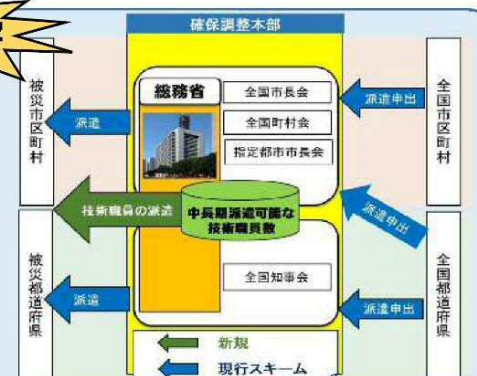 確保調整本部
被災市区町村
総務省
全国市長会
全国町村会
指定都市市長会
派遣
派遣申出
全国市区町村
技術職員の派遣
中長期派遣可能な
技術職員数
派遣申出
被災都道府県
派遣
全国知事会
派遣申出
全国都道府県
新規
現行スキーム